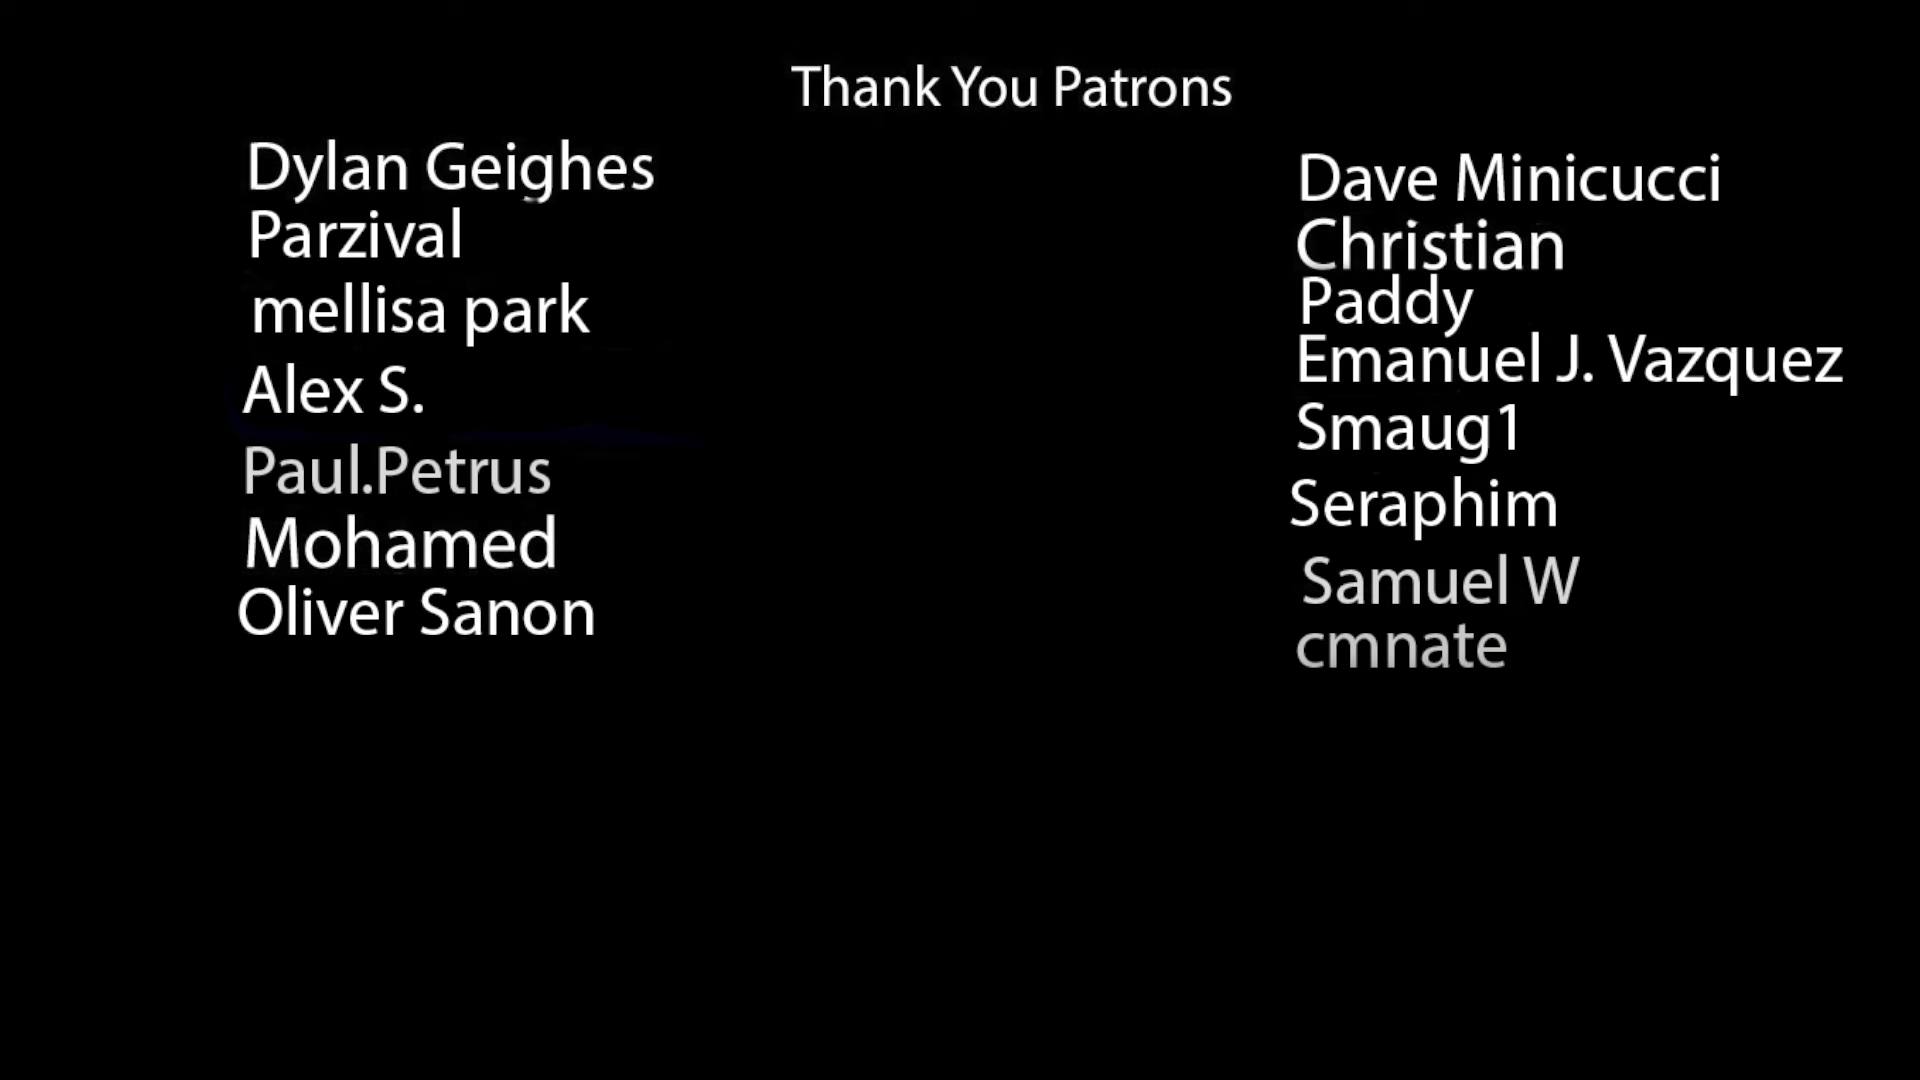 Thank You Patrons
Dylan Geighes
Parzival
mellisa park
Alex S.
Paul.Petrus
Mohamed
Oliver Sanon
Dave Minicucci
Christian
Paddy
Emanuel J. Vazquez
Smaug1
Seraphim
Samuel W
cmnate